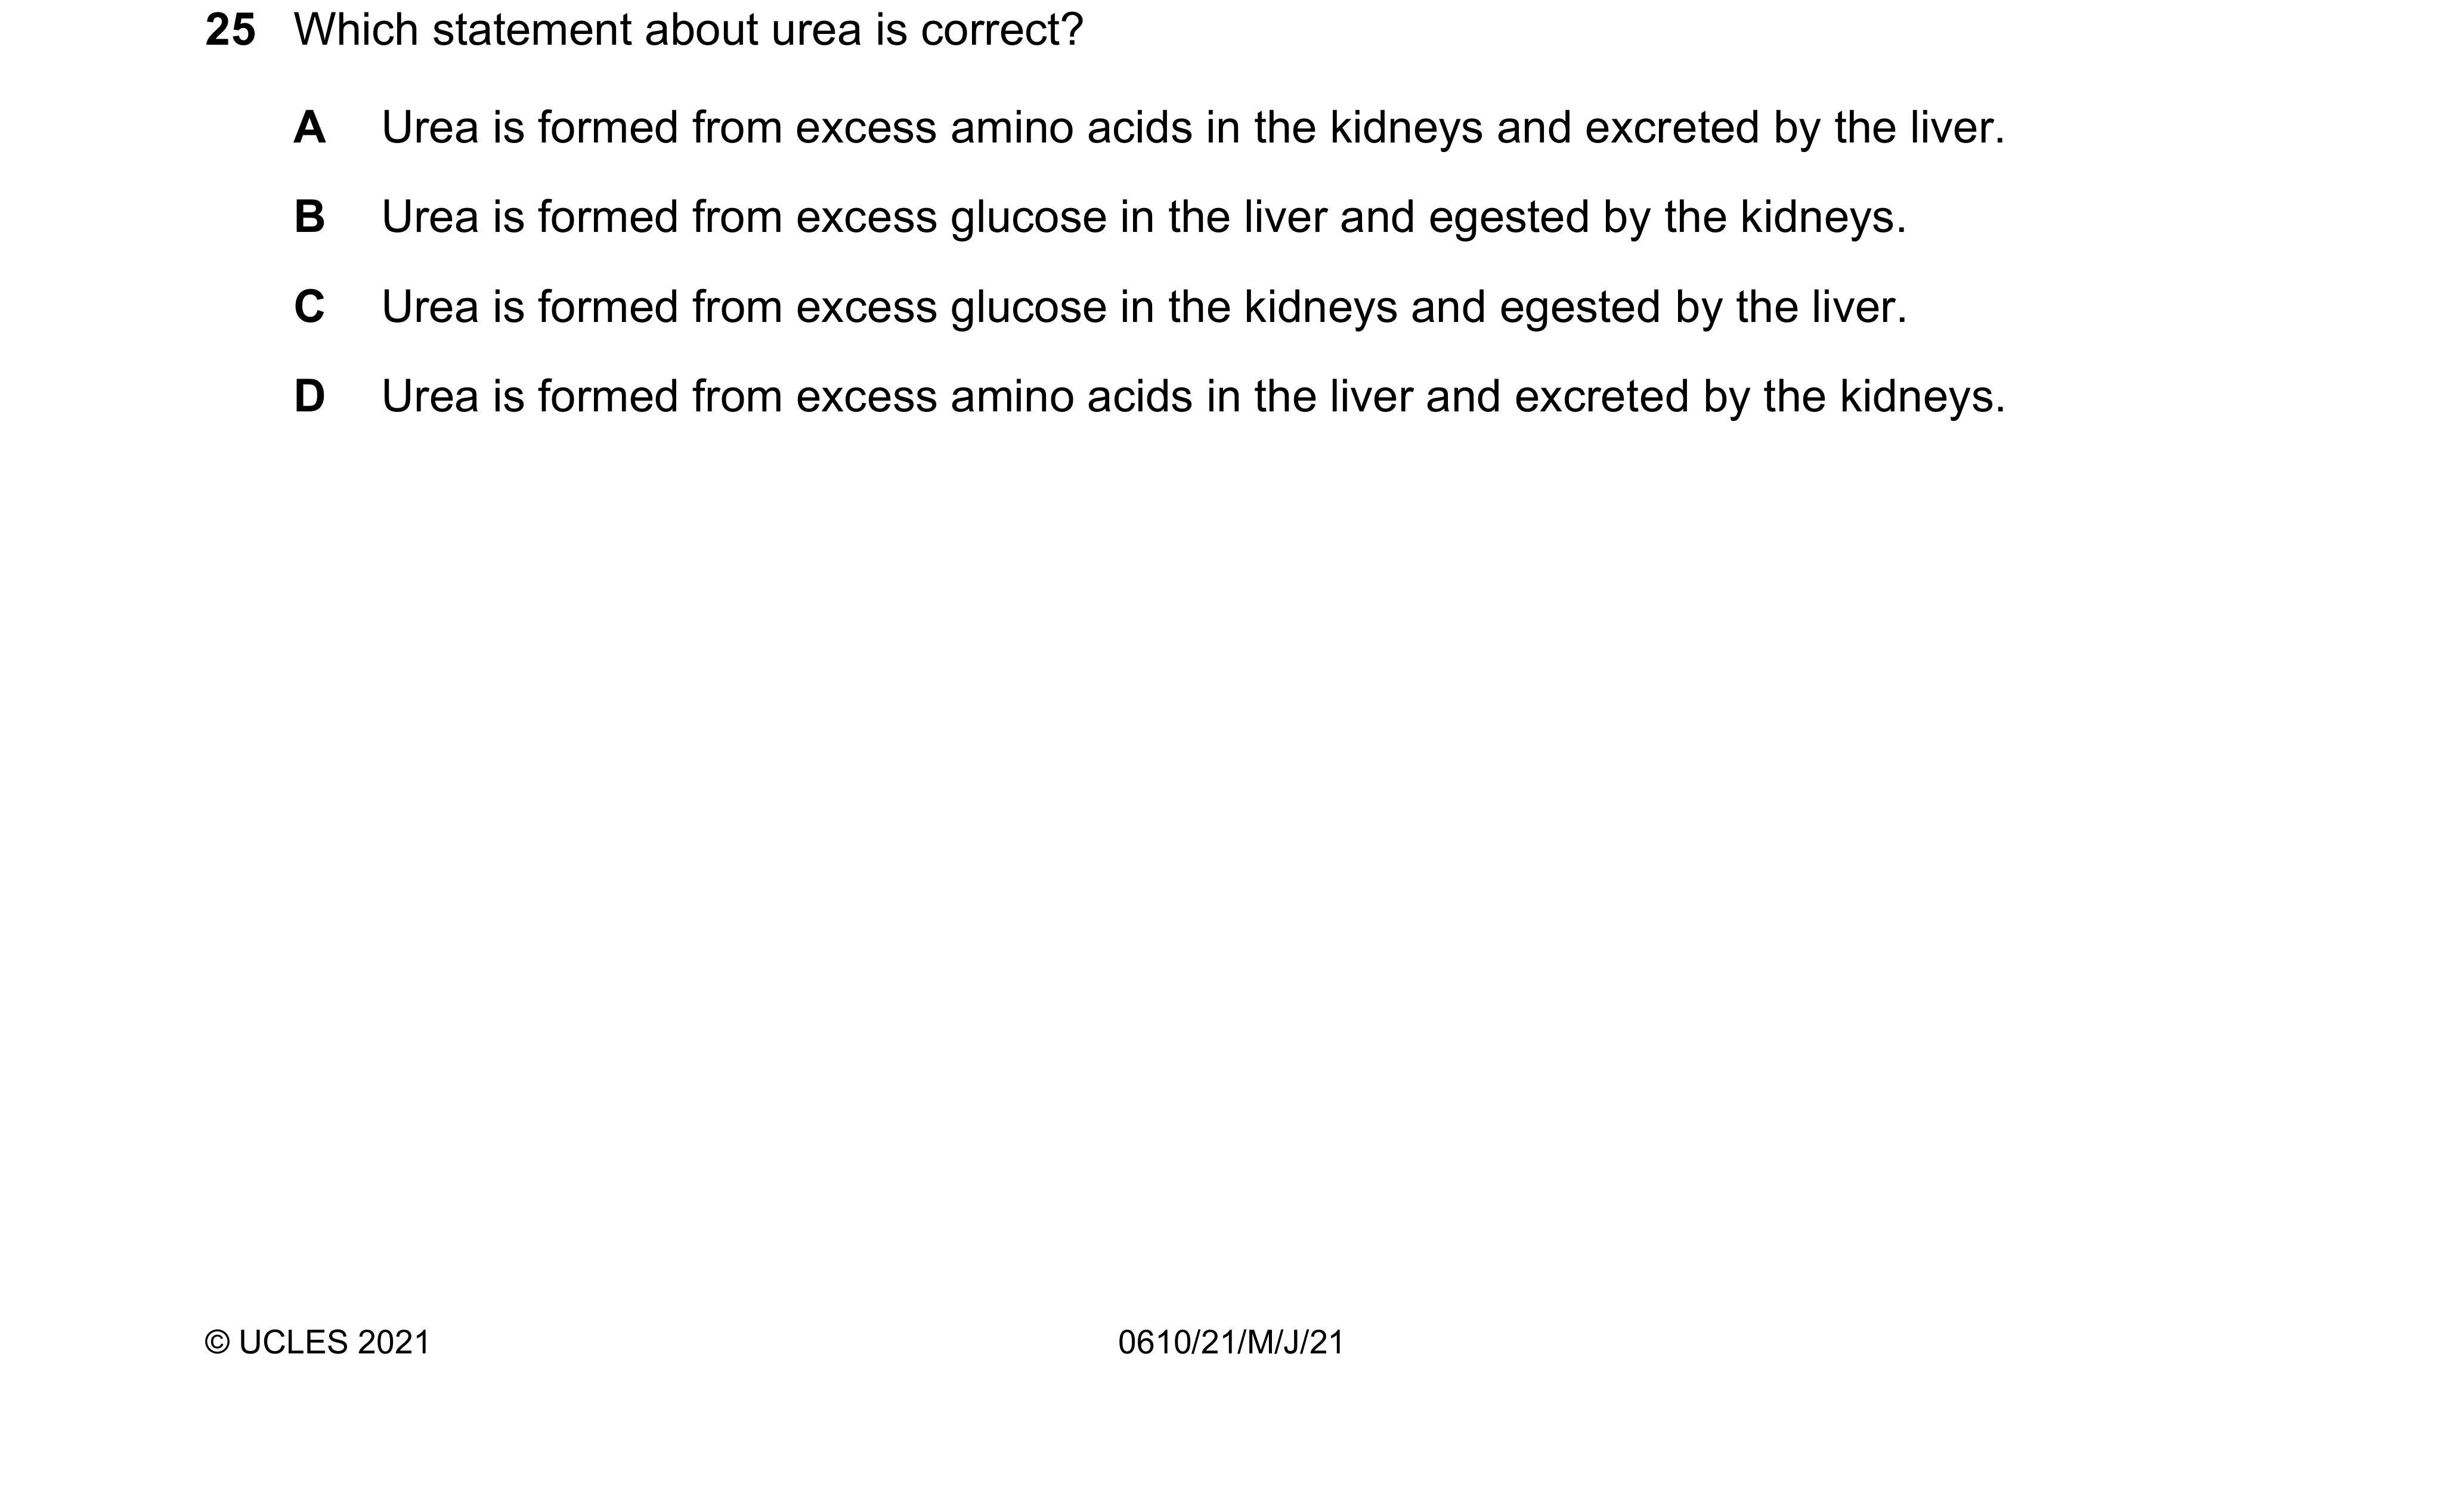 25 Which statement about urea is correct?
A Urea is formed from excess amino acids in the kidneys and excreted by the liver.
B Urea is formed from excess glucose in the liver and egested by the kidneys.
C Urea is formed from excess glucose in the kidneys and egested by the liver.
D Urea is formed from excess amino acids in the liver and excreted by the kidneys.
© UCLES 2021 0610/21/M/J/21